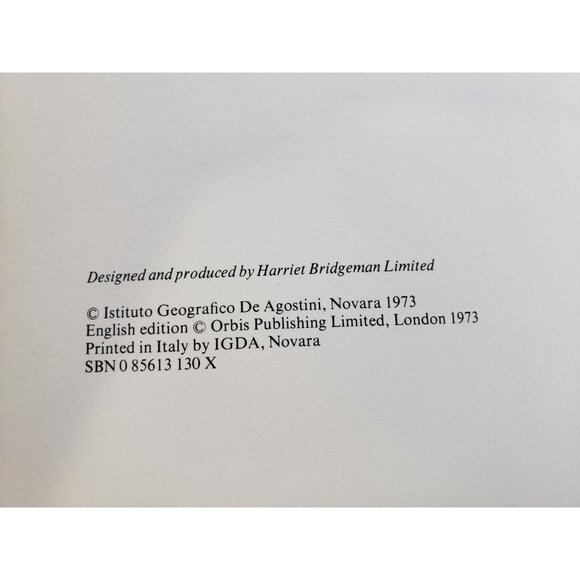 Designed and produced by Harriet Bridgeman Limited
© Istituto Geografico De Agostini, Novara 1973
English edition © Orbis Publishing Limited, London 1973
Printed in Italy by IGDA, Novara
SBN 0 85613 130 X